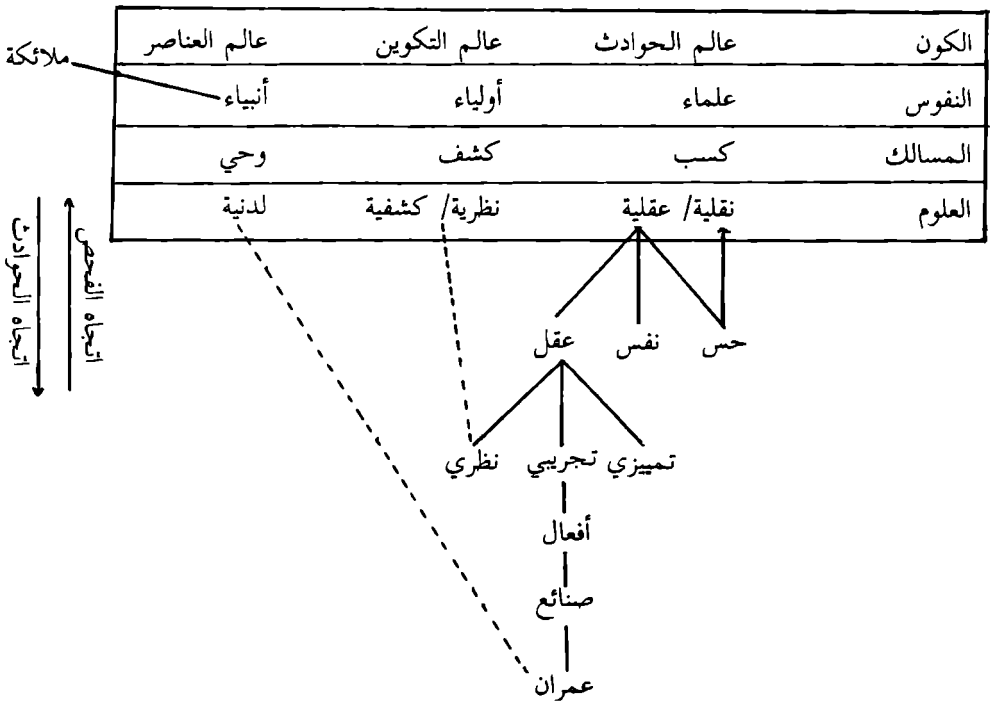 الكون عالم الحوادث عالم التكوين عالم العناصر
ملائكة
النفوس علماء أولياء أنبياء
المسالك كسب كشف وحي
العلوم نقلية/ عقلية نظرية/ كشفية لدنية
اتجاه الفحص
اتجاه الحوادث
حس نفس عقل
تمييزي تجريبي نظري
أفعال
صنائع
عمران